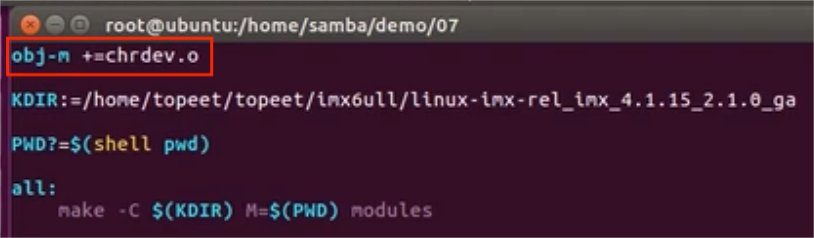 root@ubuntu:/home/samba/demo/07
obj-m +=chrdev.o
KDIR:=/home/topeet/topeet/imx6ull/linux-imx-rel_imx_4.1.15_2.1.0_ga
PWD?=$(shell pwd)
all:
make -C $(KDIR) M=$(PWD) modules